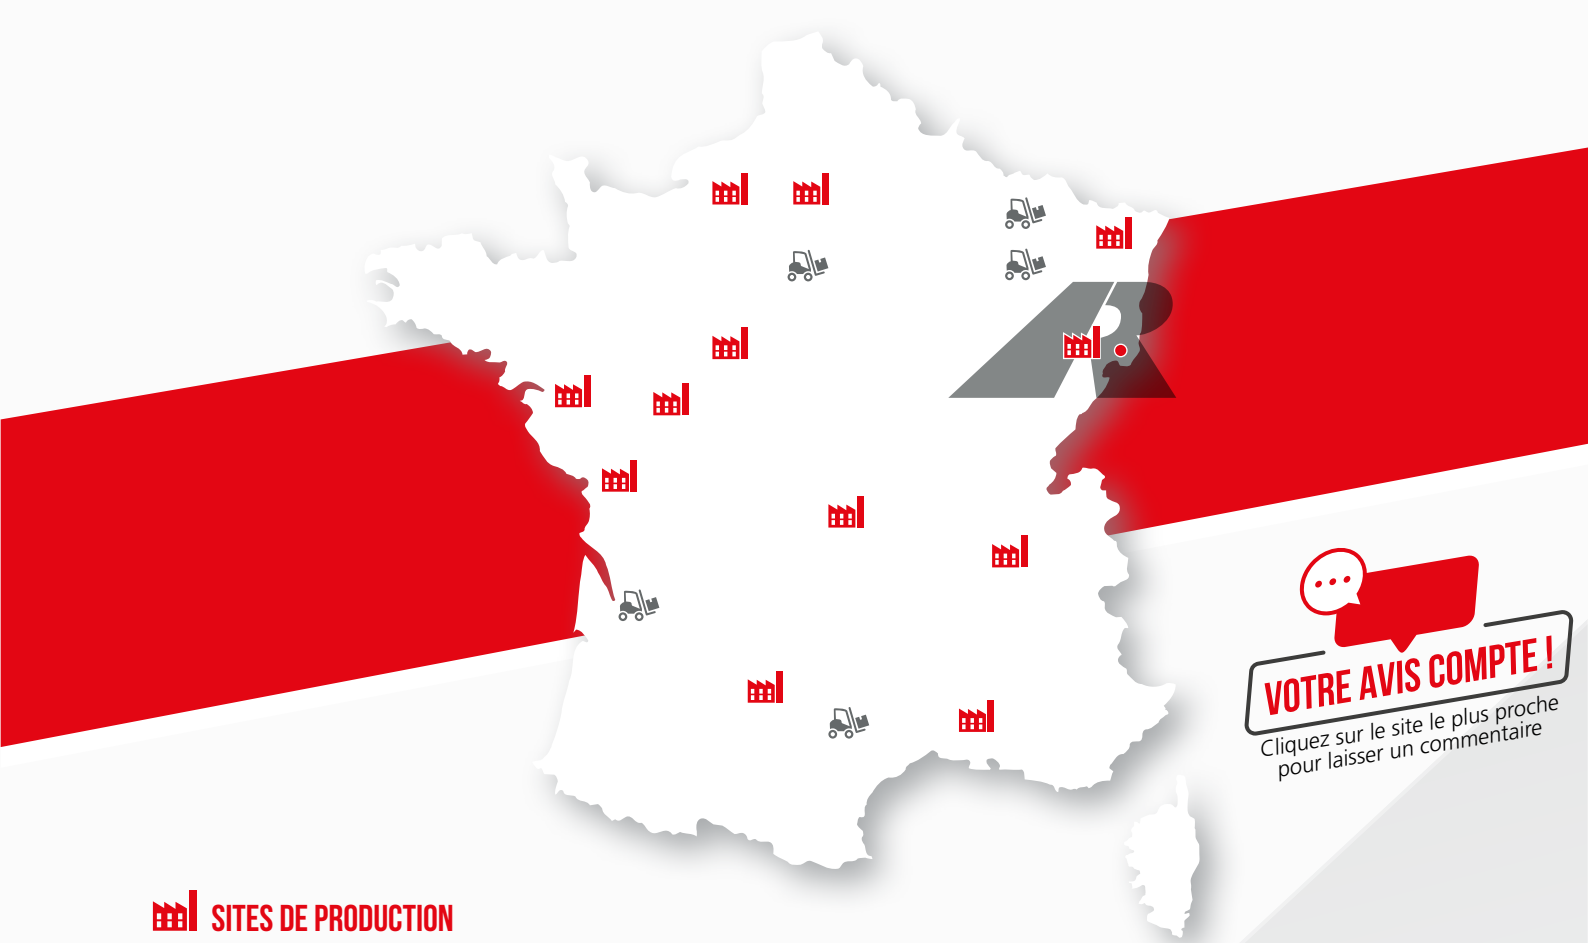 VOTRE AVIS COMPTE !
Cliquez sur le site le plus proche
pour laisser un commentaire
SITES DE PRODUCTION